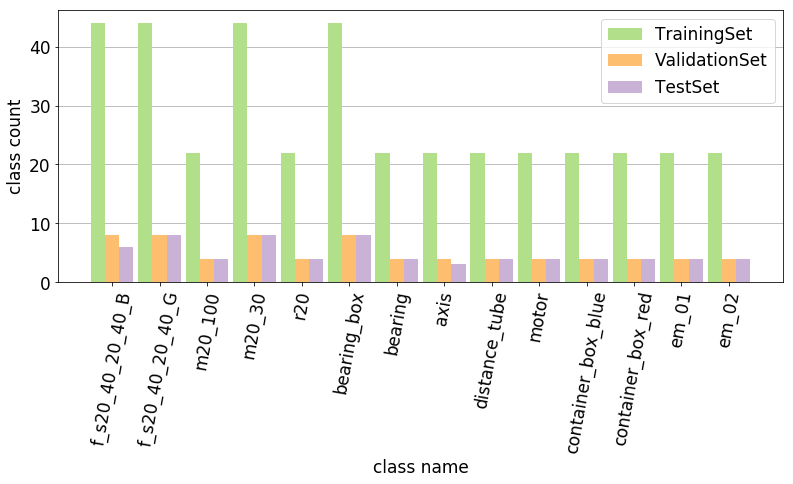 class count
40
30
20
10
0
TrainingSet
ValidationSet
TestSet
f_s20_40_20_40_B
f_s20_40_20_40_G
m20_100
m20_30
r20
bearing_box
bearing
axis
distance_tube
motor
container_box_blue
container_box_red
em_01
em_02
class name